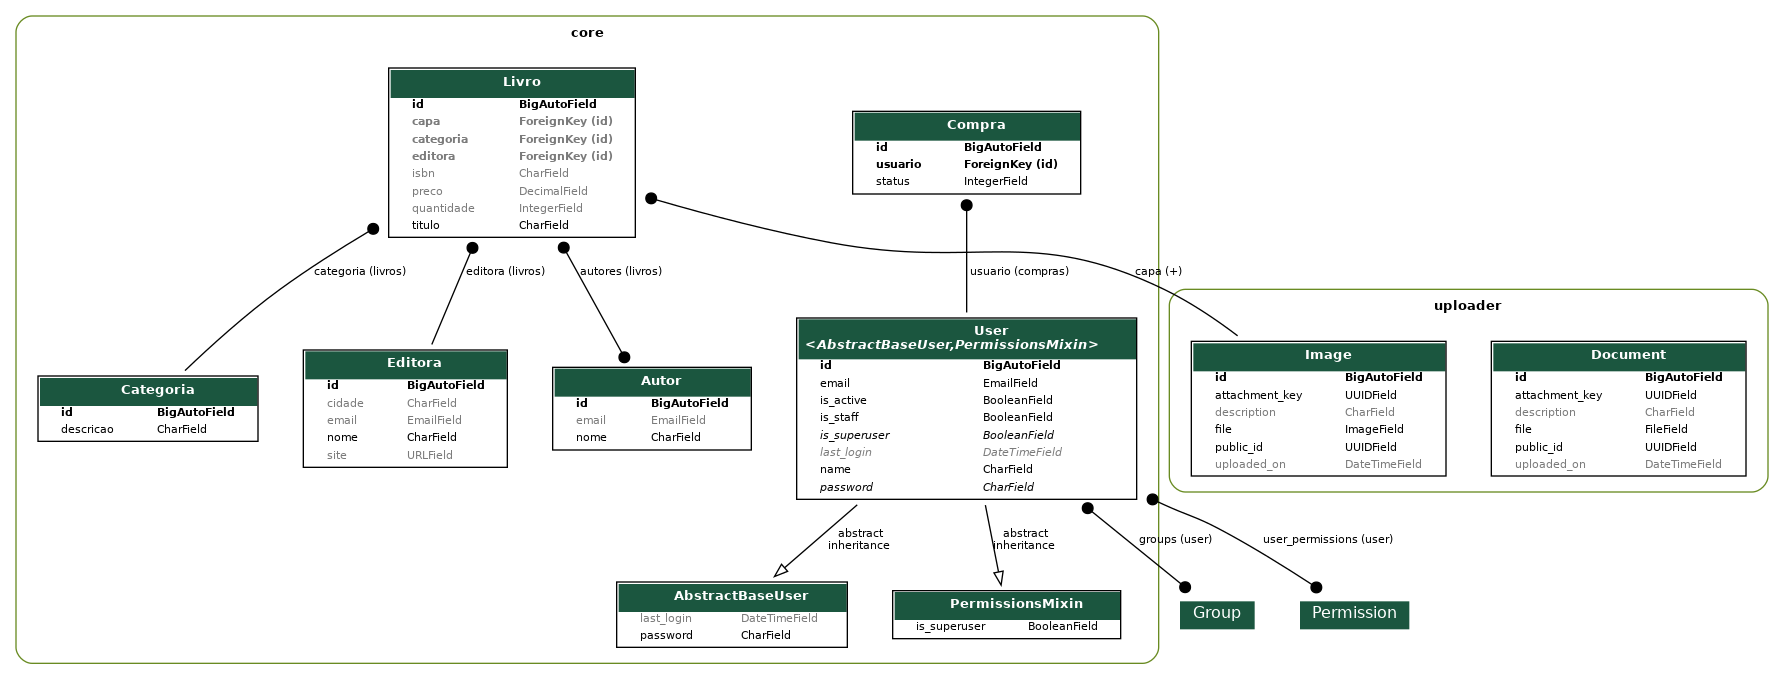 core
Livro
id BigAutoField
capa ForeignKey (id)
categoria ForeignKey (id)
editora ForeignKey (id)
isbn CharField
preco DecimalField
quantidade IntegerField
titulo CharField
Compra
id BigAutoField
usuario ForeignKey (id)
status IntegerField
categoria (livros)
editora (livros)
autores (livros)
usuario (compras)
capa (+)
Categoria
id BigAutoField
descricao CharField
Editora
id BigAutoField
cidade CharField
email EmailField
nome CharField
site URLField
Autor
id BigAutoField
email EmailField
nome CharField
User
<AbstractBaseUser,PermissionsMixin>
id BigAutoField
email EmailField
is_active BooleanField
is_staff BooleanField
is_superuser BooleanField
last_login DateTimeField
name CharField
password CharField
uploader
Image
id BigAutoField
attachment_key UUIDField
description CharField
file ImageField
public_id UUIDField
uploaded_on DateTimeField
Document
id BigAutoField
attachment_key UUIDField
description CharField
file FileField
public_id UUIDField
uploaded_on DateTimeField
abstract
inheritance
abstract
inheritance
groups (user)
user_permissions (user)
AbstractBaseUser
last_login DateTimeField
password CharField
PermissionsMixin
is_superuser BooleanField
Group
Permission